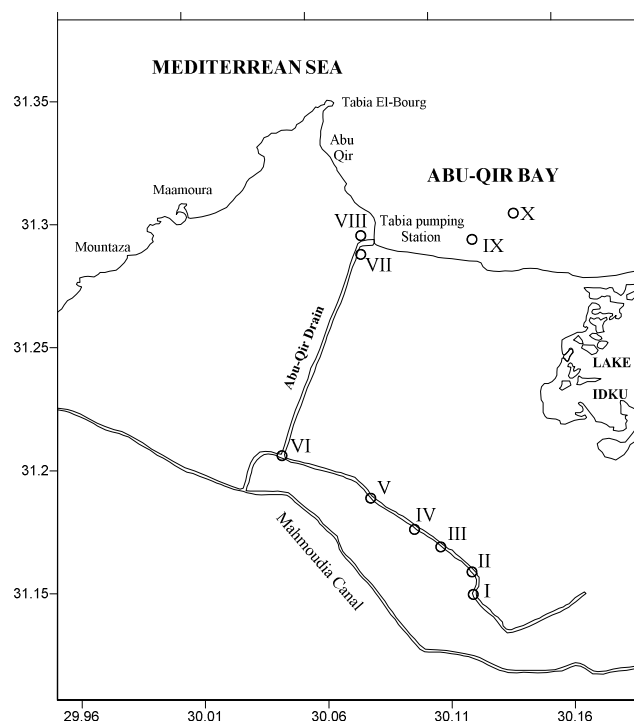 MEDITERREAN SEA
31.35
Tabia El-Bourg
Abu
Qir
ABU-QIR BAY
Maamoura
X
31.3
VIII
Tabia pumping
Station
IX
Mountaza
VII
31.25
Abu-Qir Drain
LAKE
IDKU
VI
31.2
V
IV
III
Mahmoudia Canal
II
I
31.15
29.96
30.01
30.06
30.11
30.16